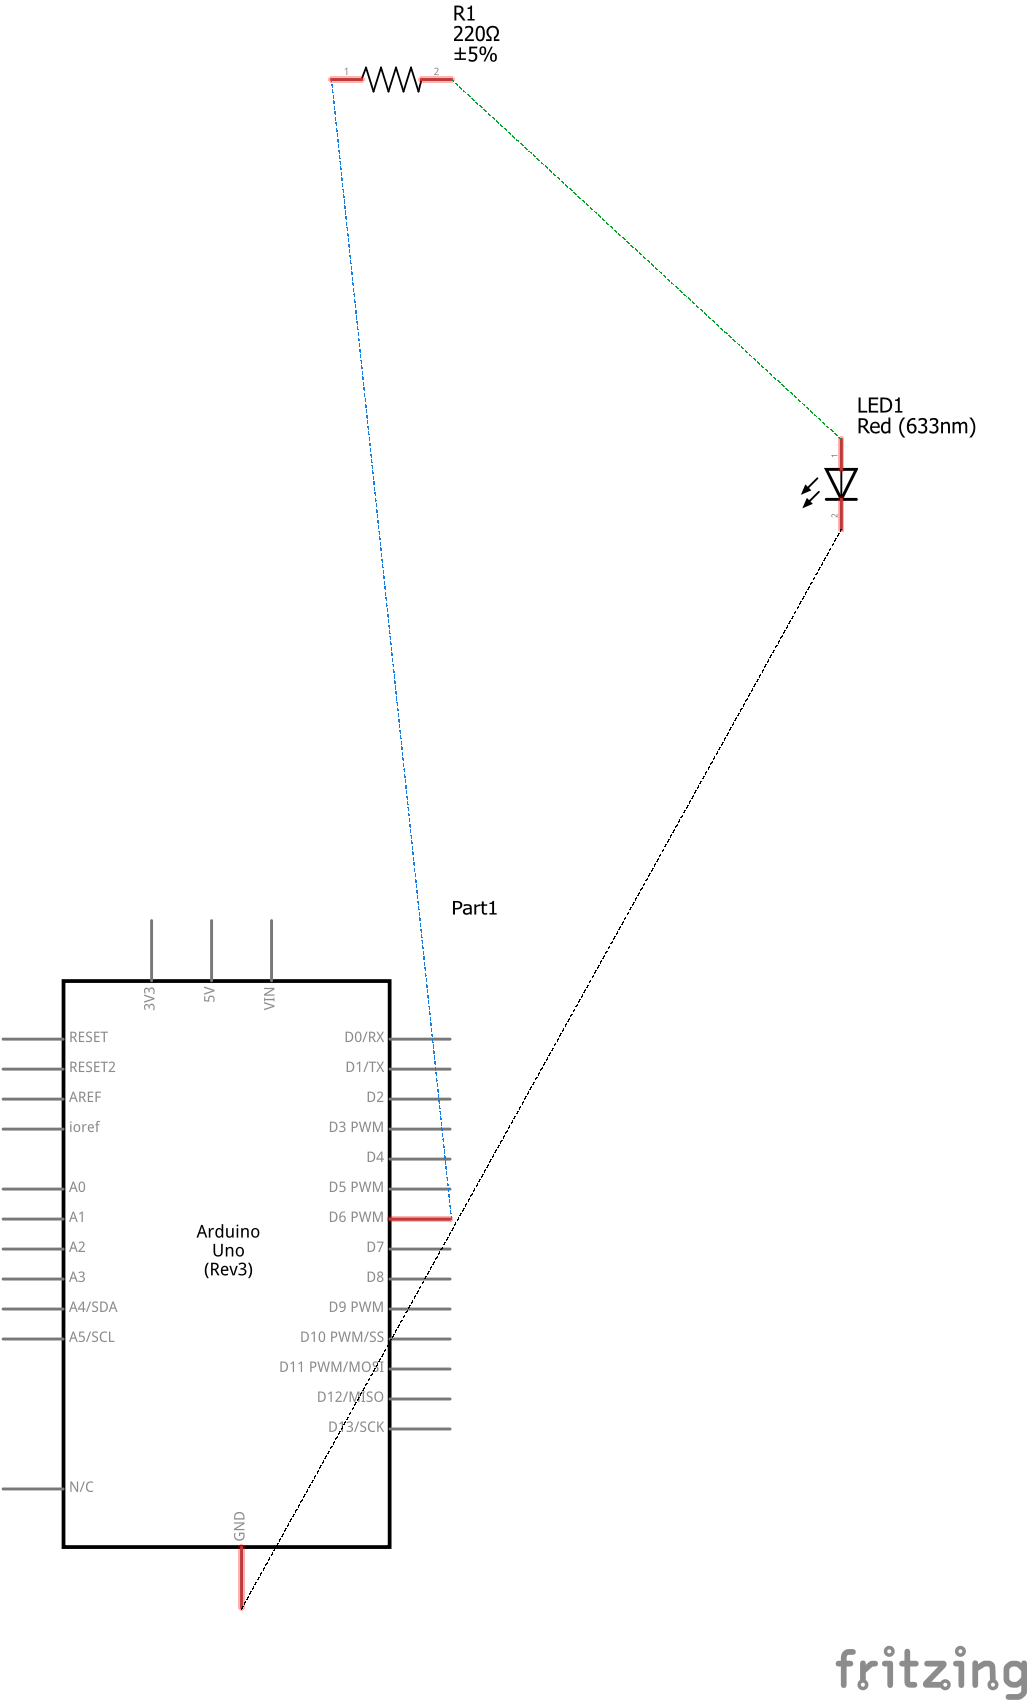 R1
220Ω
±5%
1
2
LED1
Red (633nm)
1
2
Part1
3V3
5V
VIN
RESET
RESET2
AREF
ioref
A0
A1
A2
A3
A4/SDA
A5/SCL
N/C
D0/RX
D1/TX
D2
D3 PWM
D4
D5 PWM
D6 PWM
D7
D8
D9 PWM
D10 PWM/SS
D11 PWM/MOSI
D12/MISO
D13/SCK
Arduino
Uno
(Rev3)
GND
fritzing